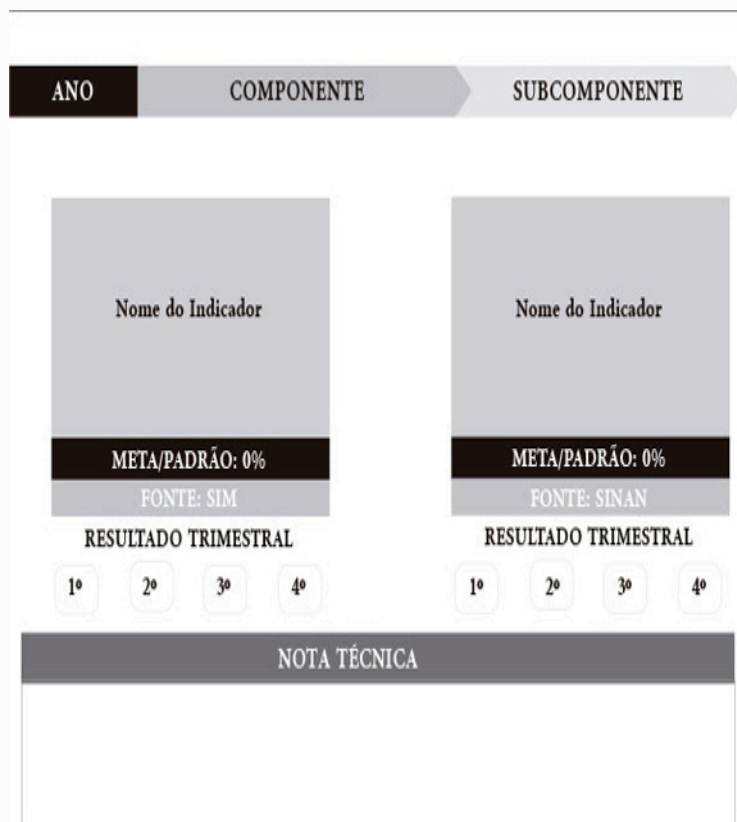 ANO COMPONENTE SUBCOMPONENTE
Nome do Indicador
META/PADRÃO: 0%
FONTE: SIM
RESULTADO TRIMESTRAL
1º 2º 3º 4º
Nome do Indicador
META/PADRÃO: 0%
FONTE: SINAN
RESULTADO TRIMESTRAL
1º 2º 3º 4º
NOTA TÉCNICA